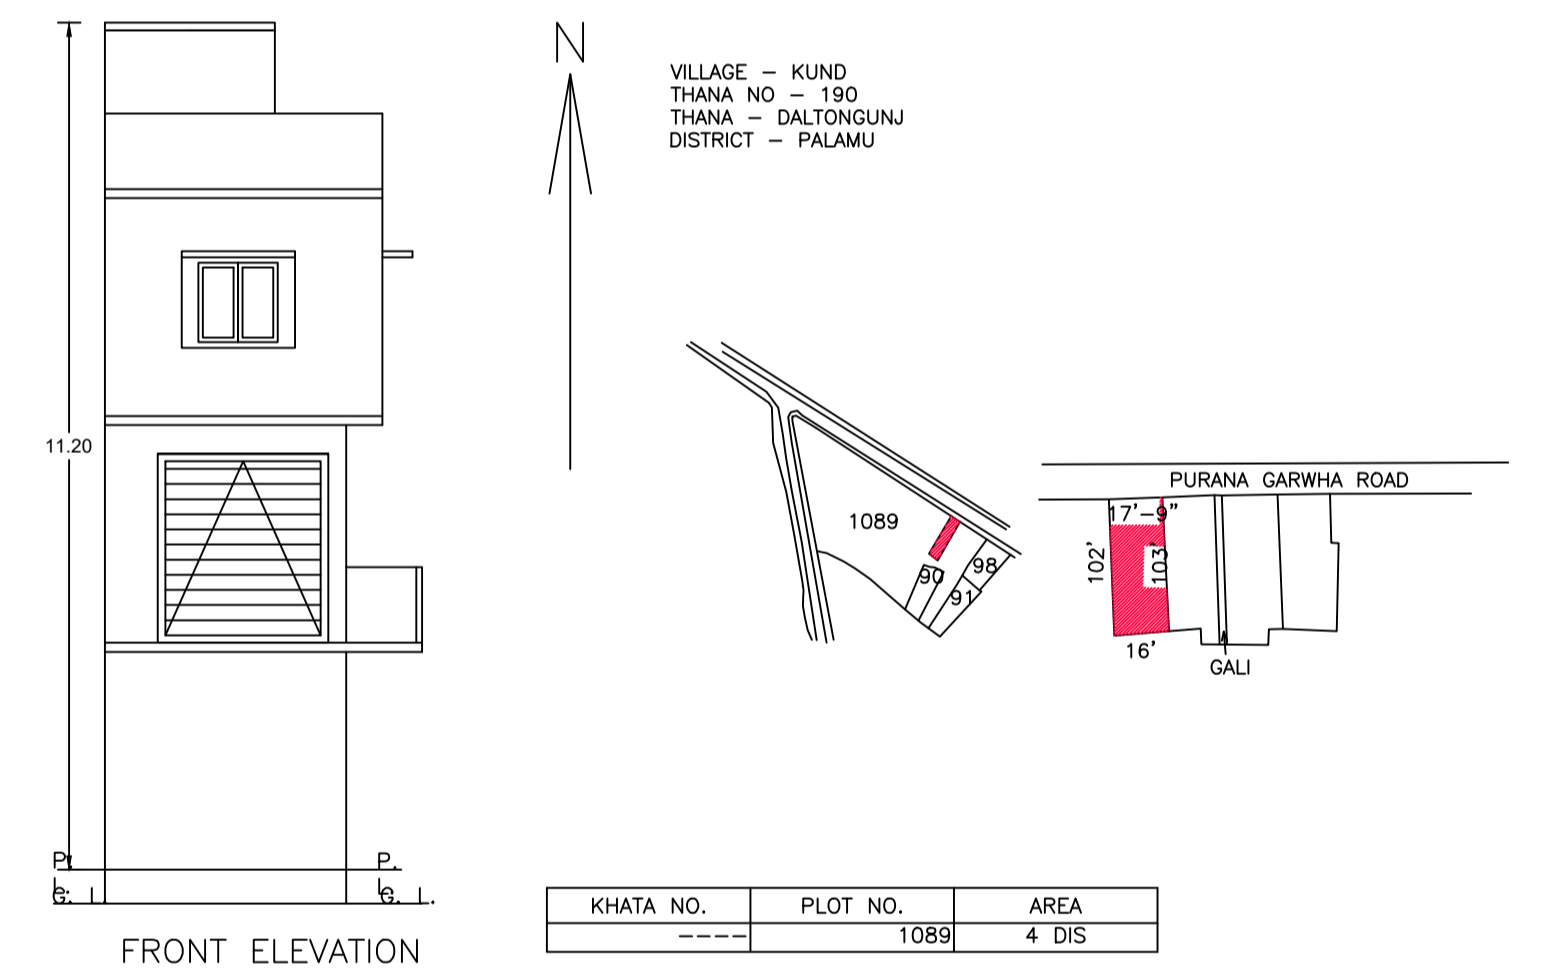 N
VILLAGE - KUND
THANA NO - 190
THANA - DALTONGUNJ
DISTRICT - PALAMU
11.20
1089
90
98
91
PURANA GARWHA ROAD
17'-9"
102'
103'
16'
GALI
P. L. P. L.
G. L. G. L.
FRONT ELEVATION
KHATA NO. PLOT NO. AREA
---- 1089 4 DIS